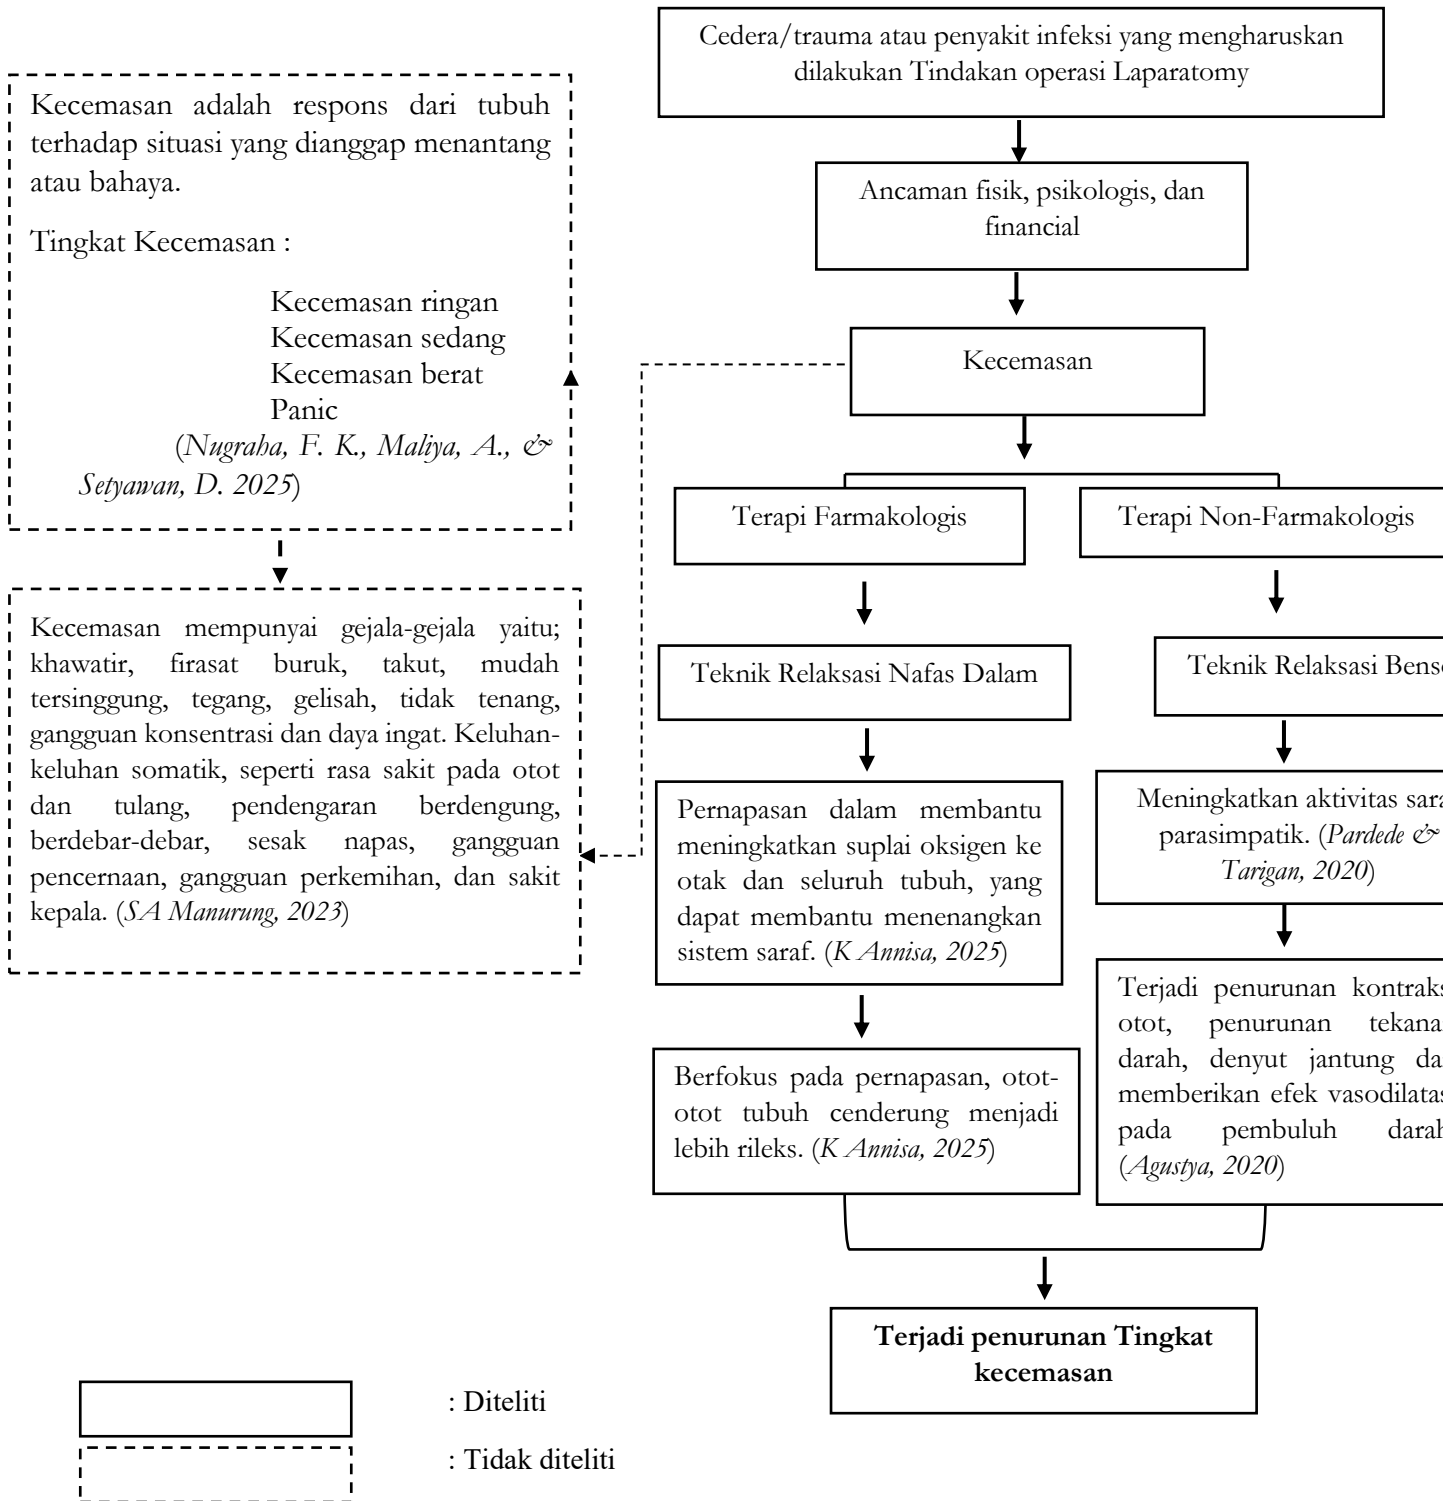 Cedera/trauma atau penyakit infeksi yang mengharuskan
dilakukan Tindakan operasi Laparatomy
Kecemasan adalah respons dari tubuh
terhadap situasi yang dianggap menantang
atau bahaya.
Tingkat Kecemasan :
Kecemasan ringan
Kecemasan sedang
Kecemasan berat
Panic
(Nugraha, F. K., Maliya, A., &
Setyawan, D. 2025)
Ancaman fisik, psikologis, dan
financial
Kecemasan
Terapi Farmakologis
Terapi Non-Farmakologis
Kecemasan mempunyai gejala-gejala yaitu;
khawatir, firasat buruk, takut, mudah
tersinggung, tegang, gelisah, tidak tenang,
gangguan konsentrasi dan daya ingat. Keluhan-
keluhan somatik, seperti rasa sakit pada otot
dan tulang, pendengaran berdengung,
berdebar-debar, sesak napas, gangguan
pencernaan, gangguan perkemihan, dan sakit
kepala. (SA Manurung, 2023)
Teknik Relaksasi Nafas Dalam
Teknik Relaksasi
Pernapasan dalam membantu
meningkatkan suplai oksigen ke
otak dan seluruh tubuh, yang
dapat membantu menenangkan
sistem saraf. (K Annisa, 2025)
Meningkatkan aktivitas
parasimpatik. (Pardede &
Tarigan, 2020)
Berfokus pada pernapasan, otot-
otot tubuh cenderung menjadi
lebih rileks. (K Annisa, 2025)
Terjadi penurunan
otot, penurunan
darah, denyut jantung
memberikan efek
pada pembuluh
(Agustya, 2020)
Terjadi penurunan Tingkat
kecemasan
: Diteliti
: Tidak diteliti